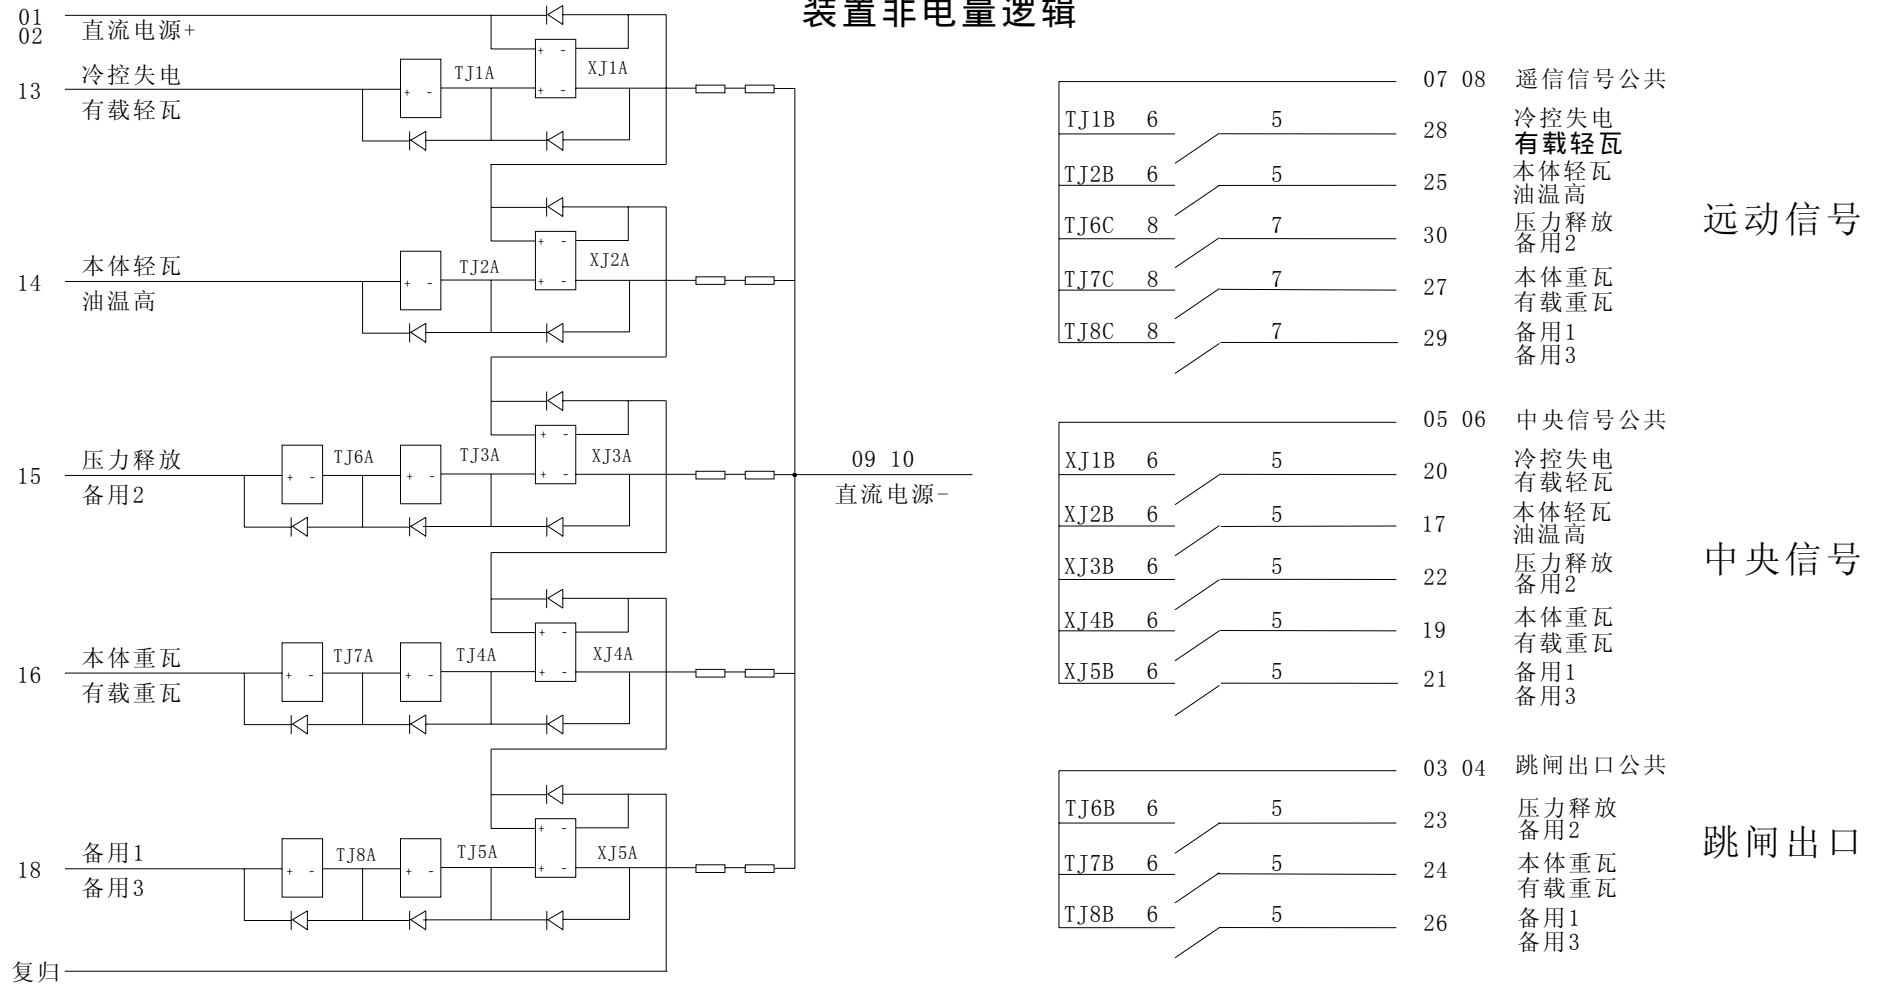 装置非电量逻辑
01
02
直流电源+
+ -
XJ1A
冷控失电
13
有载轻瓦
+ -
TJ1A
+ -
+ -
XJ2A
本体轻瓦
14
油温高
+ -
TJ2A
+ -
+ -
XJ3A
压力释放
15
备用2
+ -
TJ6A
+ -
TJ3A
+ -
09 10
直流电源-
+ -
XJ4A
本体重瓦
16
有载重瓦
+ -
TJ7A
+ -
TJ4A
+ -
+ -
XJ5A
备用1
18
备用3
+ -
TJ8A
+ -
TJ5A
+ -
复归
07 08 遥信信号公共
TJ1B 6 5 28 冷控失电
有载轻瓦
TJ2B 6 5 25 本体轻瓦
油温高
TJ6C 8 7 30 压力释放
备用2
TJ7C 8 7 27 本体重瓦
有载重瓦
TJ8C 8 7 29 备用1
备用3
远动信号
05 06 中央信号公共
XJ1B 6 5 20 冷控失电
有载轻瓦
XJ2B 6 5 17 本体轻瓦
油温高
XJ3B 6 5 22 压力释放
备用2
XJ4B 6 5 19 本体重瓦
有载重瓦
XJ5B 6 5 21 备用1
备用3
中央信号
03 04 跳闸出口公共
TJ6B 6 5 23 压力释放
备用2
TJ7B 6 5 24 本体重瓦
有载重瓦
TJ8B 6 5 26 备用1
备用3
跳闸出口